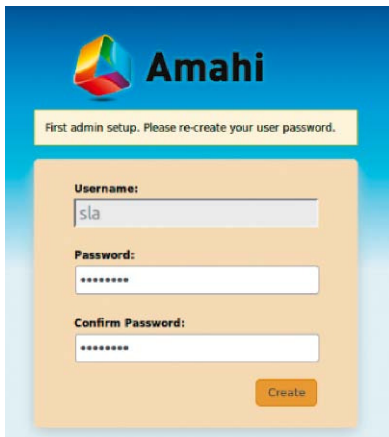 Amahi
First admin setup. Please re-create your user password.
Username:
sla
Password:
••••••••
Confirm Password:
••••••••
Create